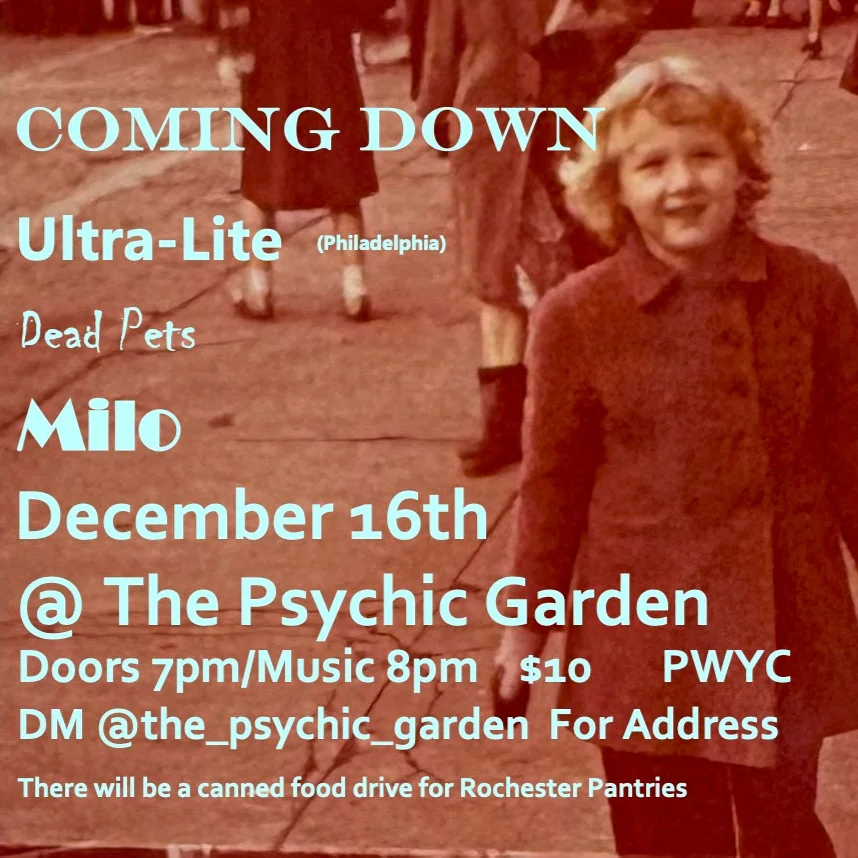 COMING DOWN
Ultra-Lite (Philadelphia)
Dead Pets
Milo
December 16th
@ The Psychic Garden
Doors 7pm/Music 8pm $10 PWYC
DM @the_psychic_garden For Address
There will be a canned food drive for Rochester Pantries